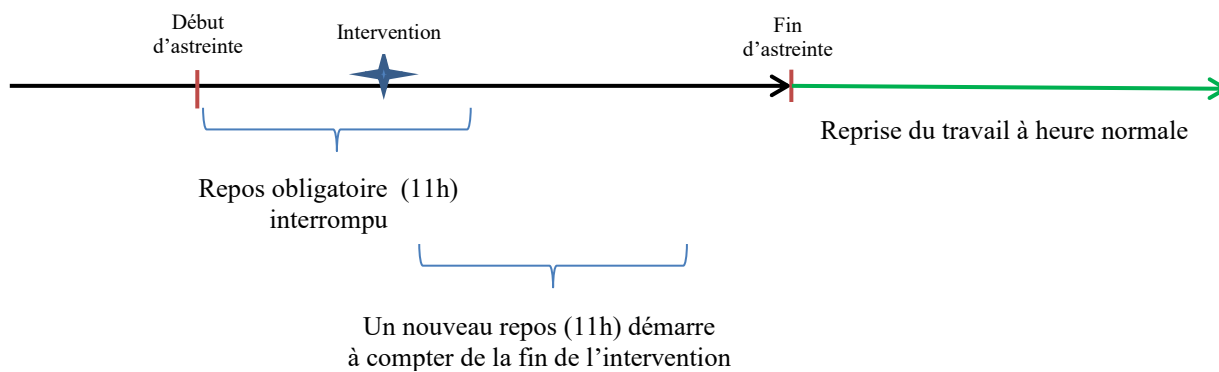 Début
d'astreinte
Intervention
Fin
d'astreinte
Reprise du travail à heure normale
Repos obligatoire  (11h)
interrompu
Un nouveau repos (11h) démarre
à compter de la fin de l’intervention